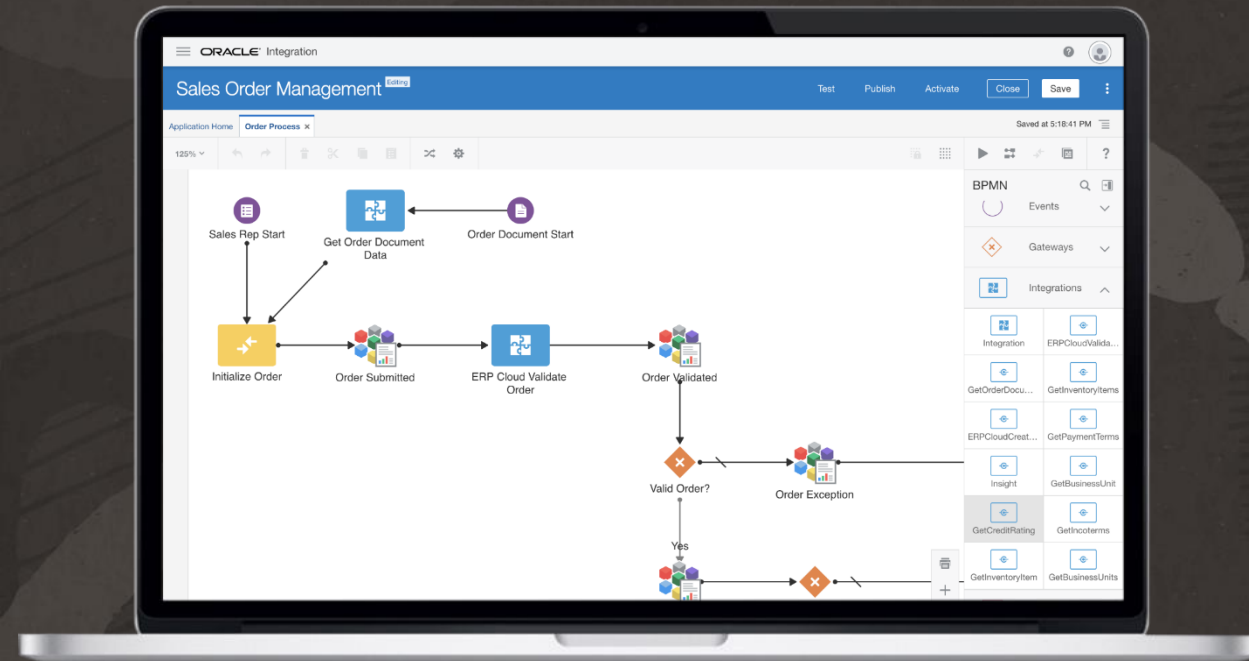 ORACLE Integration
Sales Order Management Editing
Test Publish Activate Close Save
Application Home Order Process ×
Saved at 5:18:41 PM
125%
?
BPMN
Events
Gateways
Integrations
Integration
ERPCloudValida...
GetOrderDocu...
GetInventoryItems
ERPCloudCreat...
GetPaymentTerms
Insight
GetBusinessUnit
GetCreditRating
GetIncoterms
GetInventoryItem
GetBusinessUnits
Sales Rep Start
Get Order Document
Data
Order Document Start
Initialize Order
Order Submitted
ERP Cloud Validate
Order
Order Validated
Valid Order?
Order Exception
Yes